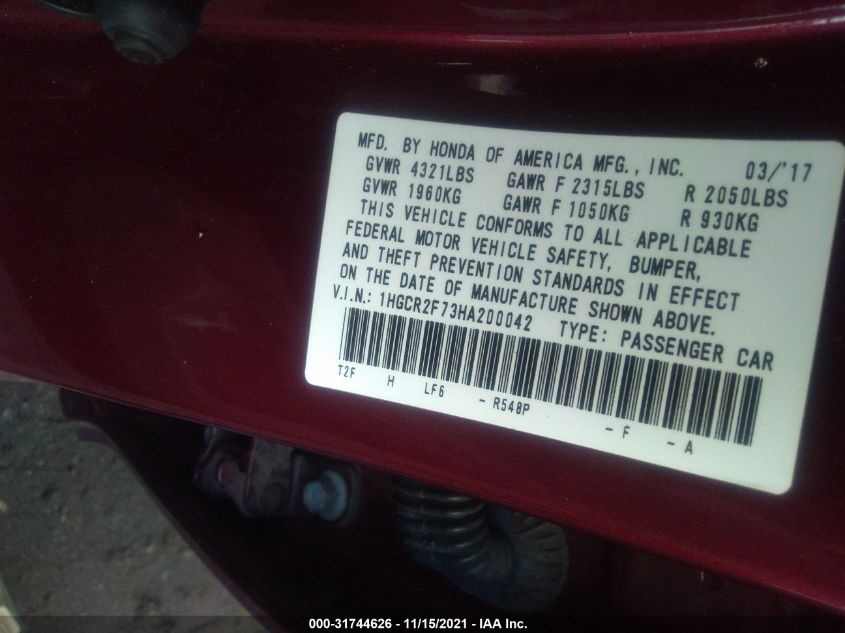 MFD. BY HONDA OF AMERICA MFG., INC. 03/'17
GVWR 4321LBS GAWR F 2315LBS R 2050LBS
GVWR 1960KG GAWR F 1050KG R 930KG
THIS VEHICLE CONFORMS TO ALL APPLICABLE
FEDERAL MOTOR VEHICLE SAFETY, BUMPER,
AND THEFT PREVENTION STANDARDS IN EFFECT
ON THE DATE OF MANUFACTURE SHOWN ABOVE.
V.I.N.: 1HGCR2F73HA200042 TYPE: PASSENGER CAR
T2F H LF6 - R548P - F - A
000-31744626 - 11/15/2021 - IAA Inc.